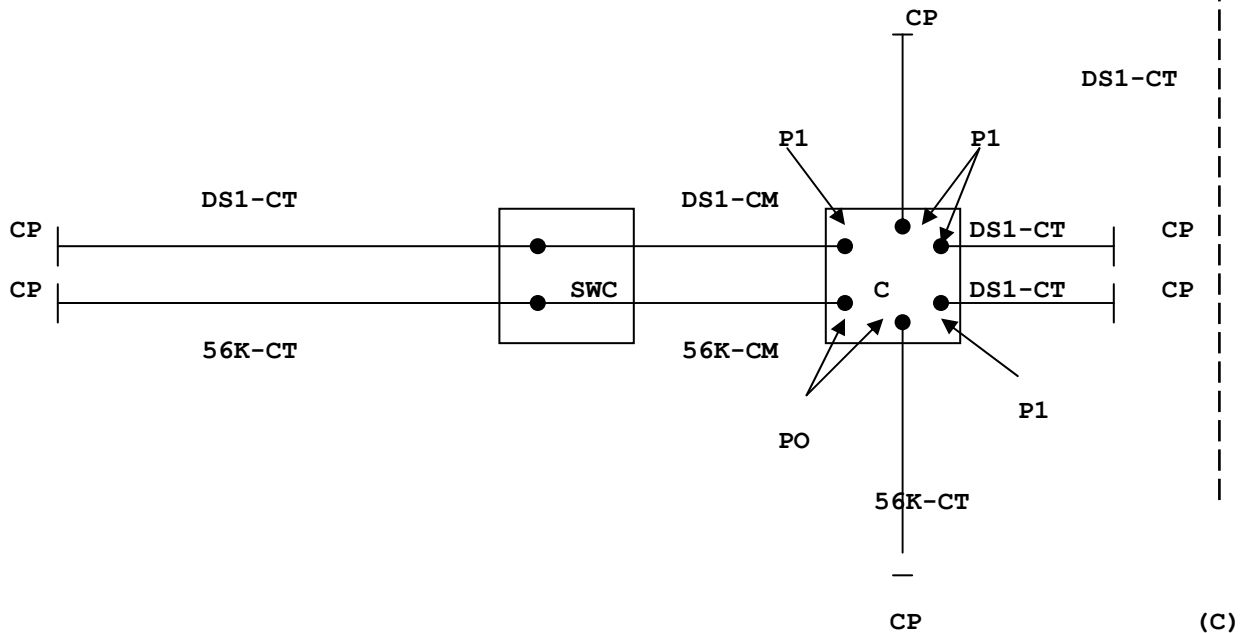 CP
DS1-CT
P1 P1
DS1-CT DS1-CM
CP DS1-CT CP
CP SWC C DS1-CT CP
56K-CT 56K-CM
P1
PO
56K-CT
CP (C)